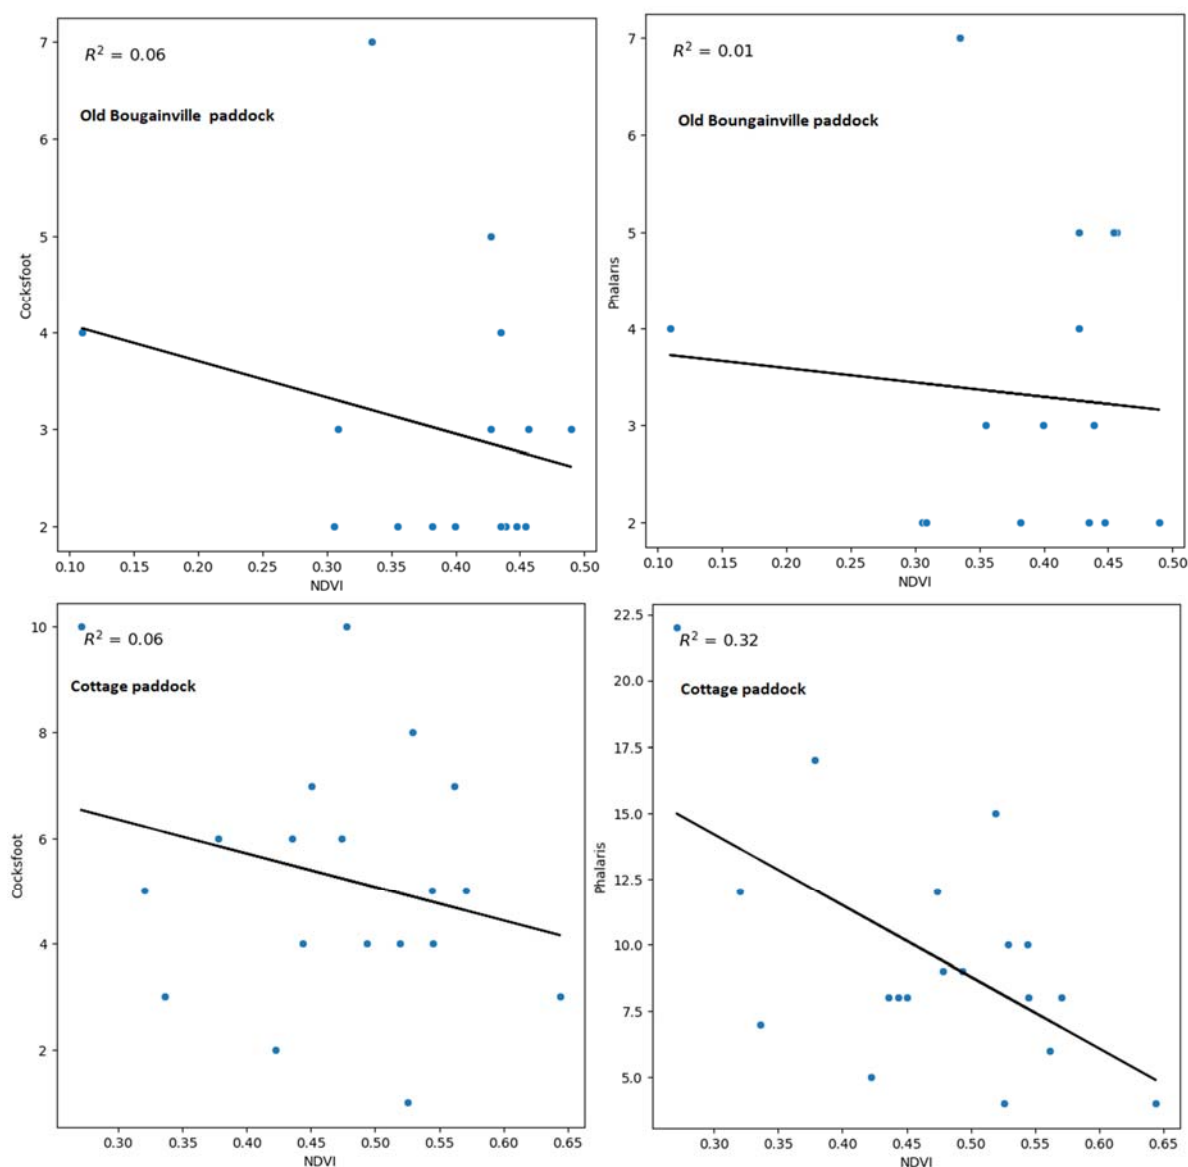 R² = 0.06
Old Bougainville paddock
7
6
5
4
3
2
Cocksfoot
0.10 0.15 0.20 0.25 0.30 0.35 0.40 0.45 0.50
NDVI
R² = 0.01
Old Boungainville paddock
7
6
5
4
3
2
Phalaris
0.10 0.15 0.20 0.25 0.30 0.35 0.40 0.45 0.50
NDVI
R² = 0.06
Cottage paddock
10
8
6
4
2
Cocksfoot
0.30 0.35 0.40 0.45 0.50 0.55 0.60 0.65
NDVI
R² = 0.32
Cottage paddock
22.5
20.0
17.5
15.0
12.5
10.0
7.5
5.0
Phalaris
0.30 0.35 0.40 0.45 0.50 0.55 0.60 0.65
NDVI